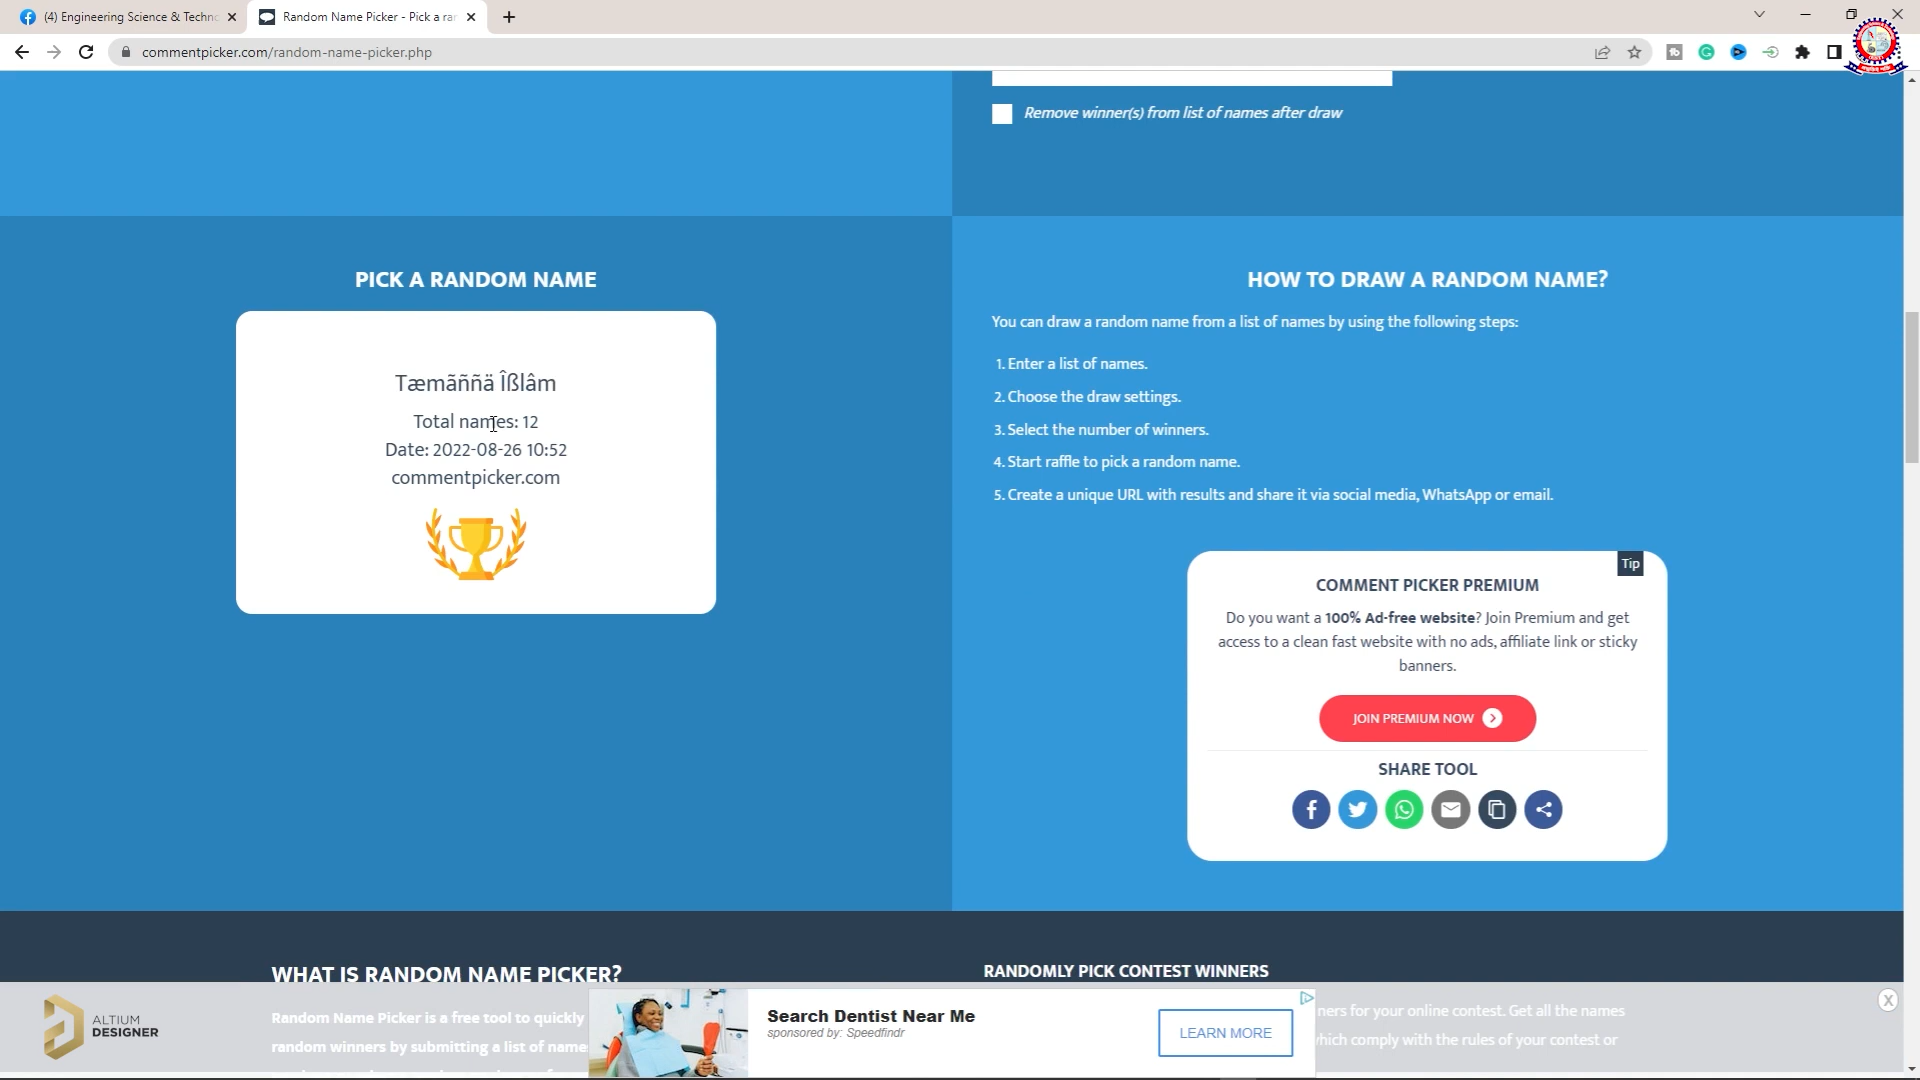 (4) Engineering Science & Techno
Random Name Picker - Pick a ran
commentpicker.com/random-name-picker.php
Remove winner(s) from list of names after draw
PICK A RANDOM NAME
Tæmãññä Îßlâm
Total names: 12
Date: 2022-08-26 10:52
commentpicker.com
HOW TO DRAW A RANDOM NAME?
You can draw a random name from a list of names by using the following steps:
1. Enter a list of names.
2. Choose the draw settings.
3. Select the number of winners.
4. Start raffle to pick a random name.
5. Create a unique URL with results and share it via social media, WhatsApp or email.
Tip
COMMENT PICKER PREMIUM
Do you want a 100% Ad-free website? Join Premium and get
access to a clean fast website with no ads, affiliate link or sticky
banners.
JOIN PREMIUM NOW
SHARE TOOL
WHAT IS RANDOM NAME PICKER?
RANDOMLY PICK CONTEST WINNERS
Random Name Picker is a free tool to quickly
random winners by submitting a list of name
ners for your online contest. Get all the names
which comply with the rules of your contest or
ALTIUM
DESIGNER
Search Dentist Near Me
sponsored by: Speedfindr
LEARN MORE
X